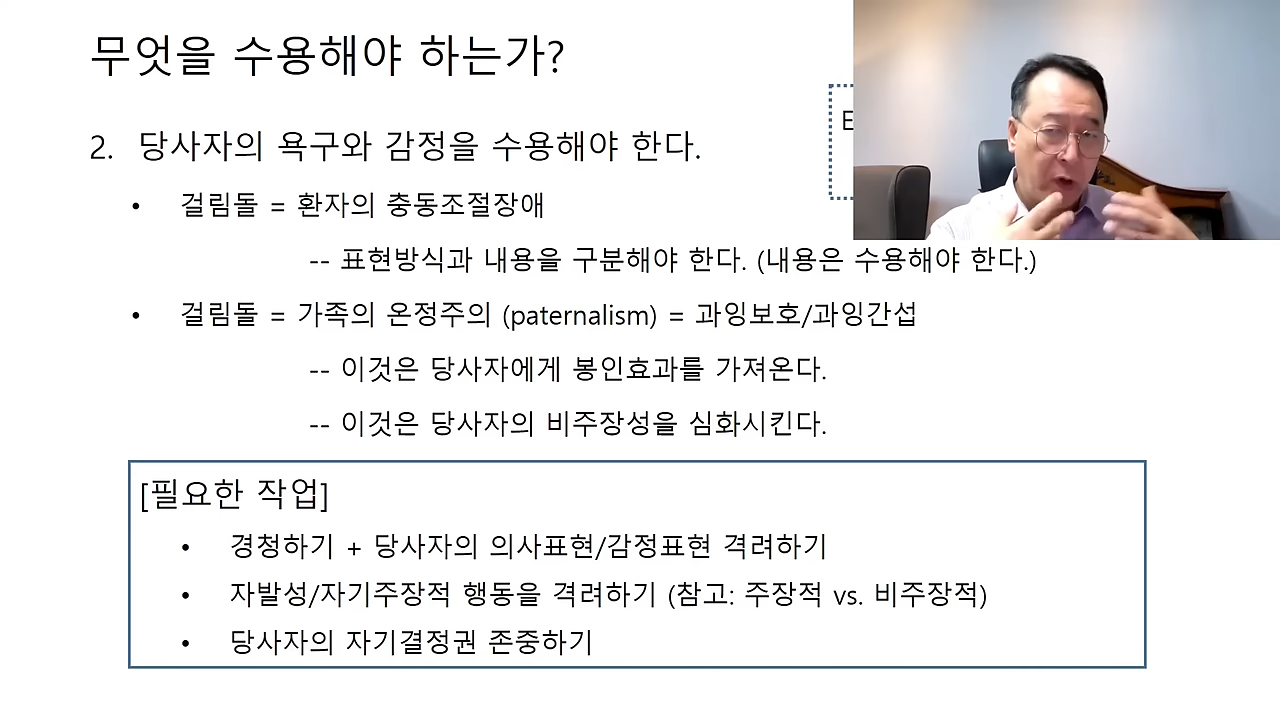 무엇을 수용해야 하는가?
2. 당사자의 욕구와 감정을 수용해야 한다.
• 걸림돌 = 환자의 충동조절장애
-- 표현방식과 내용을 구분해야 한다. (내용은 수용해야 한다.)
• 걸림돌 = 가족의 온정주의 (paternalism) = 과잉보호/과잉간섭
-- 이것은 당사자에게 봉인효과를 가져온다.
-- 이것은 당사자의 비주장성을 심화시킨다.
[필요한 작업]
• 경청하기 + 당사자의 의사표현/감정표현 격려하기
• 자발성/자기주장적 행동을 격려하기 (참고: 주장적 vs. 비주장적)
• 당사자의 자기결정권 존중하기